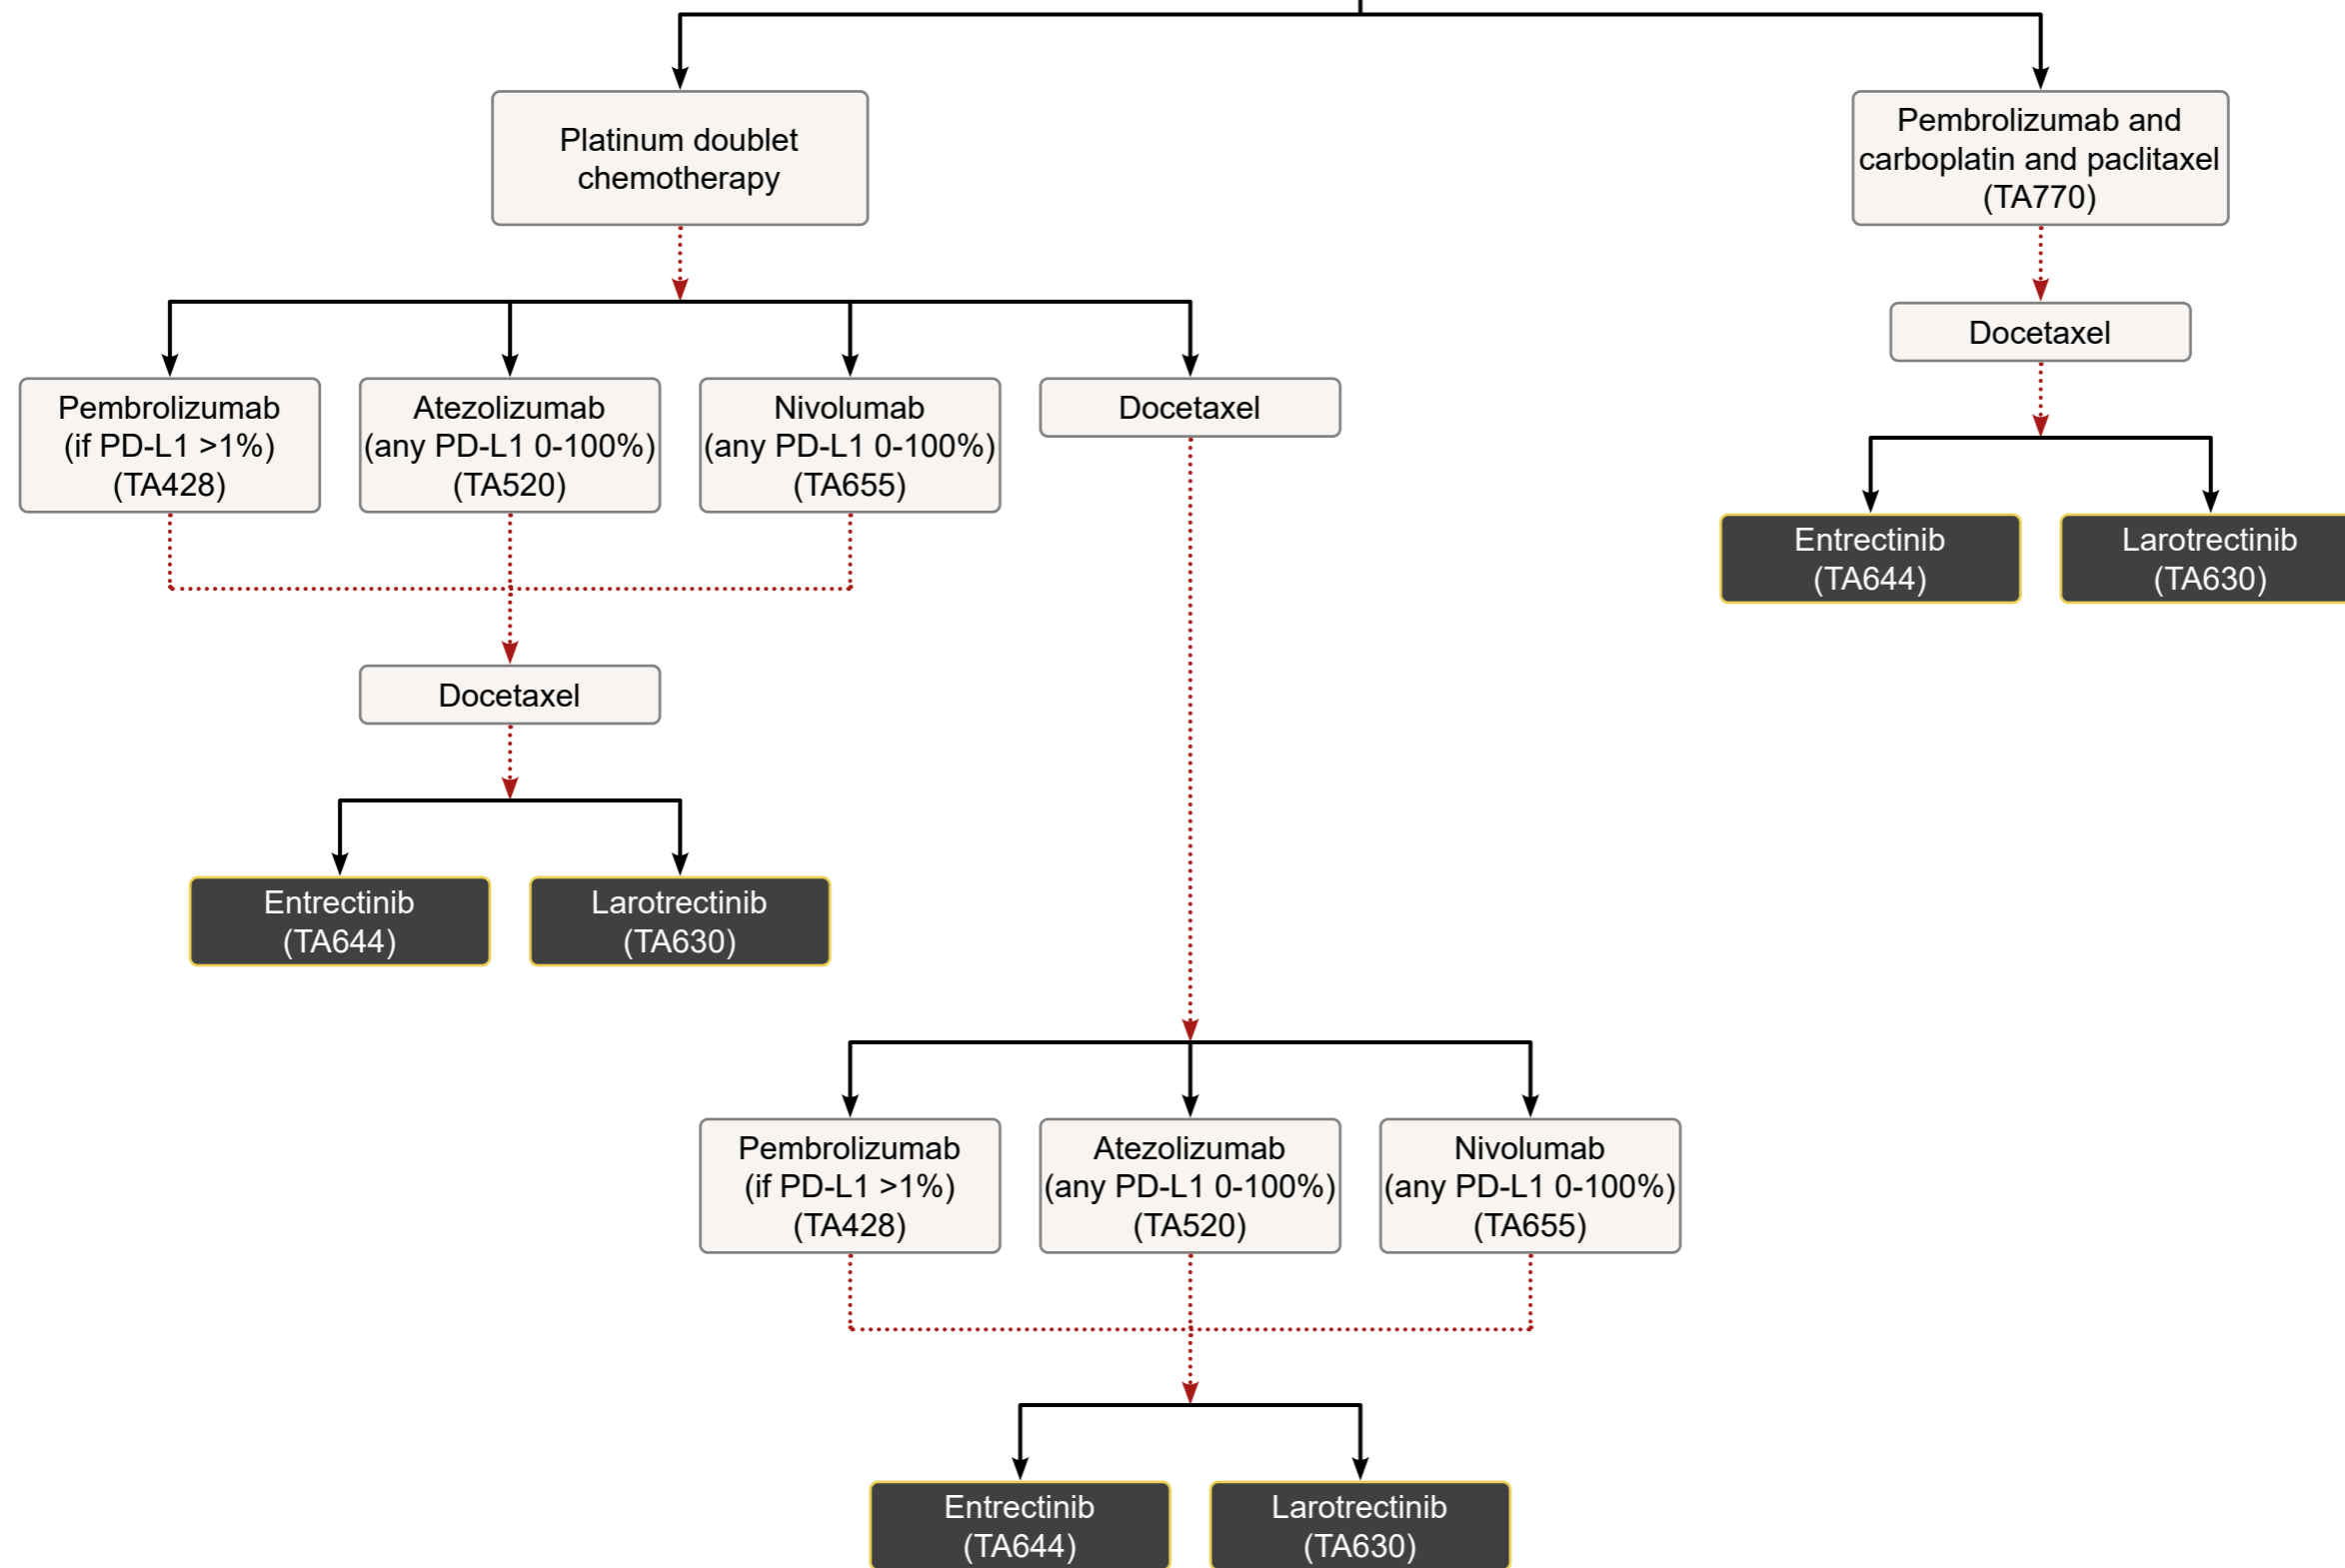 Platinum doublet
chemotherapy
Pembrolizumab and
carboplatin and paclitaxel
(TA770)
Docetaxel
Pembrolizumab
(if PD-L1 >1%)
(TA428)
Atezolizumab
(any PD-L1 0-100%)
(TA520)
Nivolumab
(any PD-L1 0-100%)
(TA655)
Docetaxel
Entrectinib
(TA644)
Larotrectinib
(TA630)
Docetaxel
Entrectinib
(TA644)
Larotrectinib
(TA630)
Pembrolizumab
(if PD-L1 >1%)
(TA428)
Atezolizumab
(any PD-L1 0-100%)
(TA520)
Nivolumab
(any PD-L1 0-100%)
(TA655)
Entrectinib
(TA644)
Larotrectinib
(TA630)